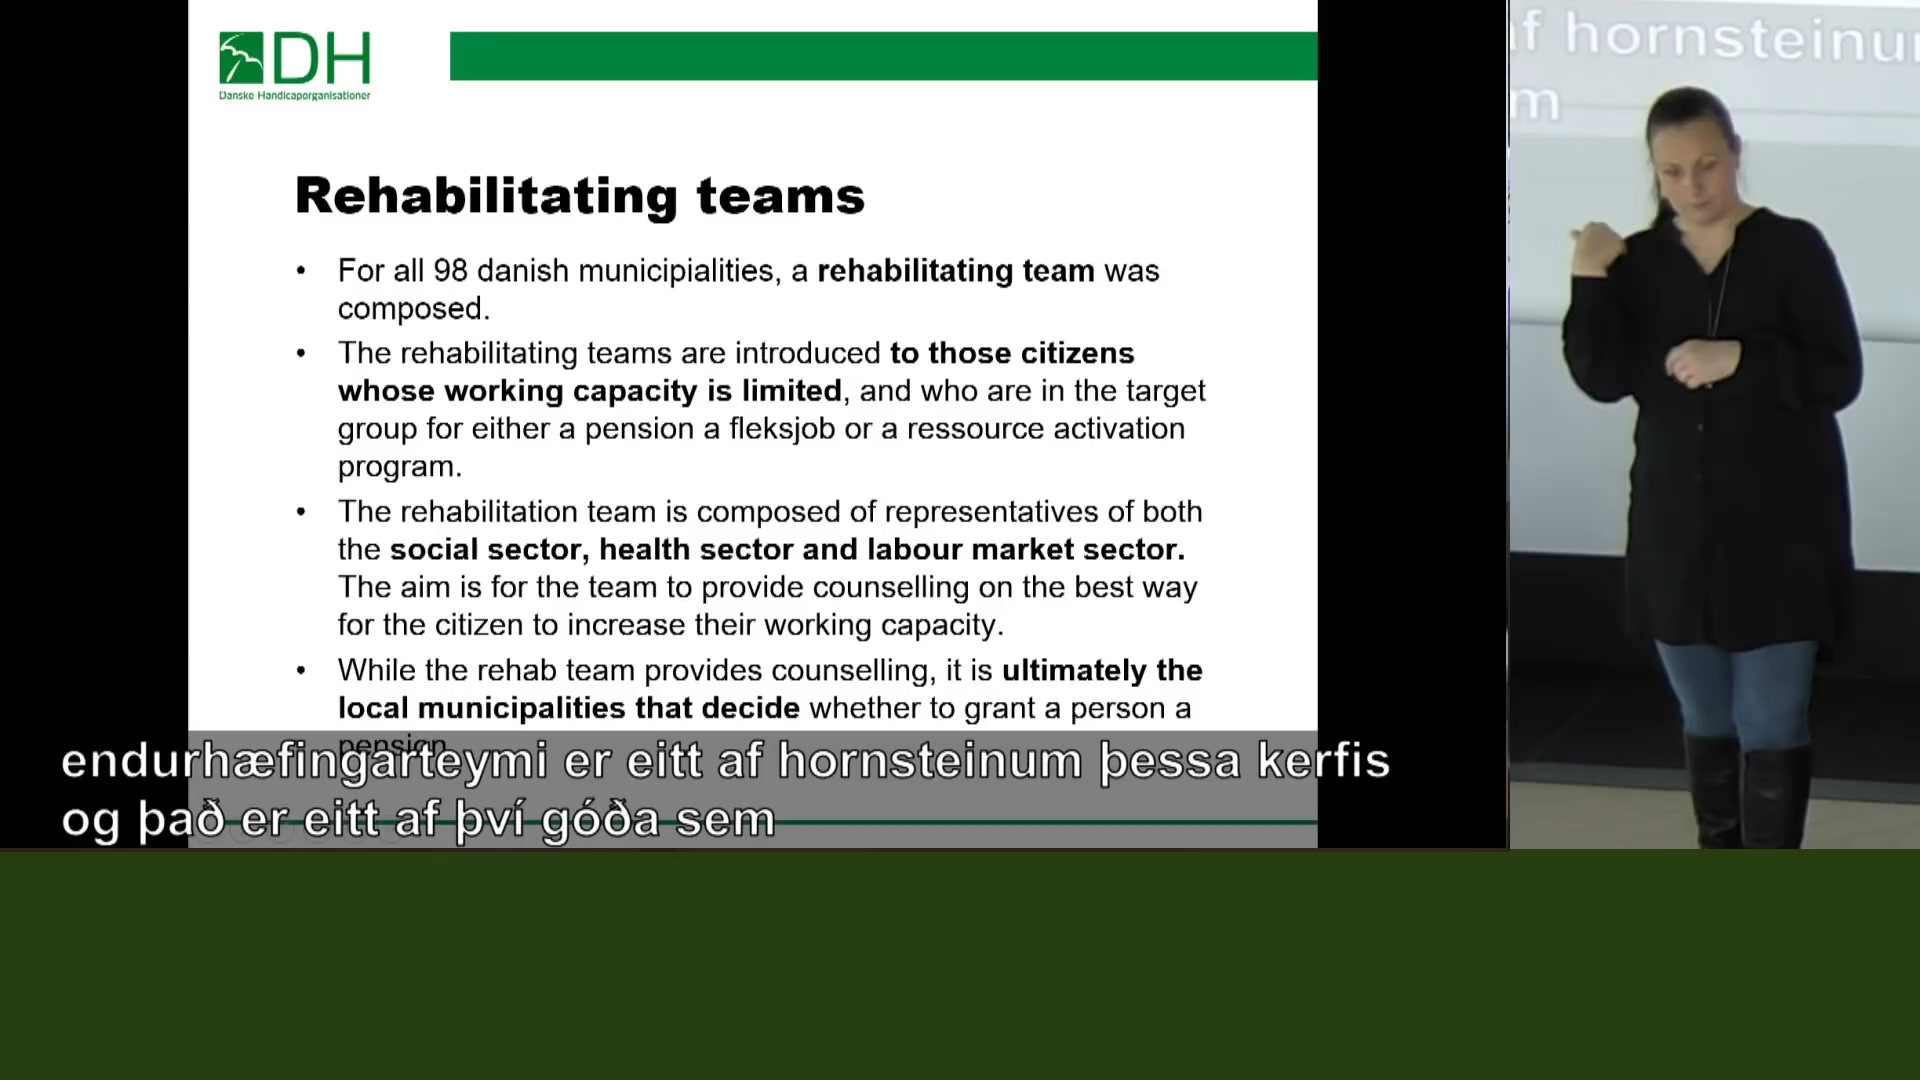 DH
Danske Handicaporganisationer
Rehabilitating teams
• For all 98 danish municipialities, a rehabilitating team was
composed.
• The rehabilitating teams are introduced to those citizens
whose working capacity is limited, and who are in the target
group for either a pension a fleksjob or a ressource activation
program.
• The rehabilitation team is composed of representatives of both
the social sector, health sector and labour market sector.
The aim is for the team to provide counselling on the best way
for the citizen to increase their working capacity.
• While the rehab team provides counselling, it is ultimately the
local municipalities that decide whether to grant a person a
pension
endurhæfingarteymi er eitt af hornsteinum þessa kerfis
og það er eitt af því góða sem
af hornsteinum